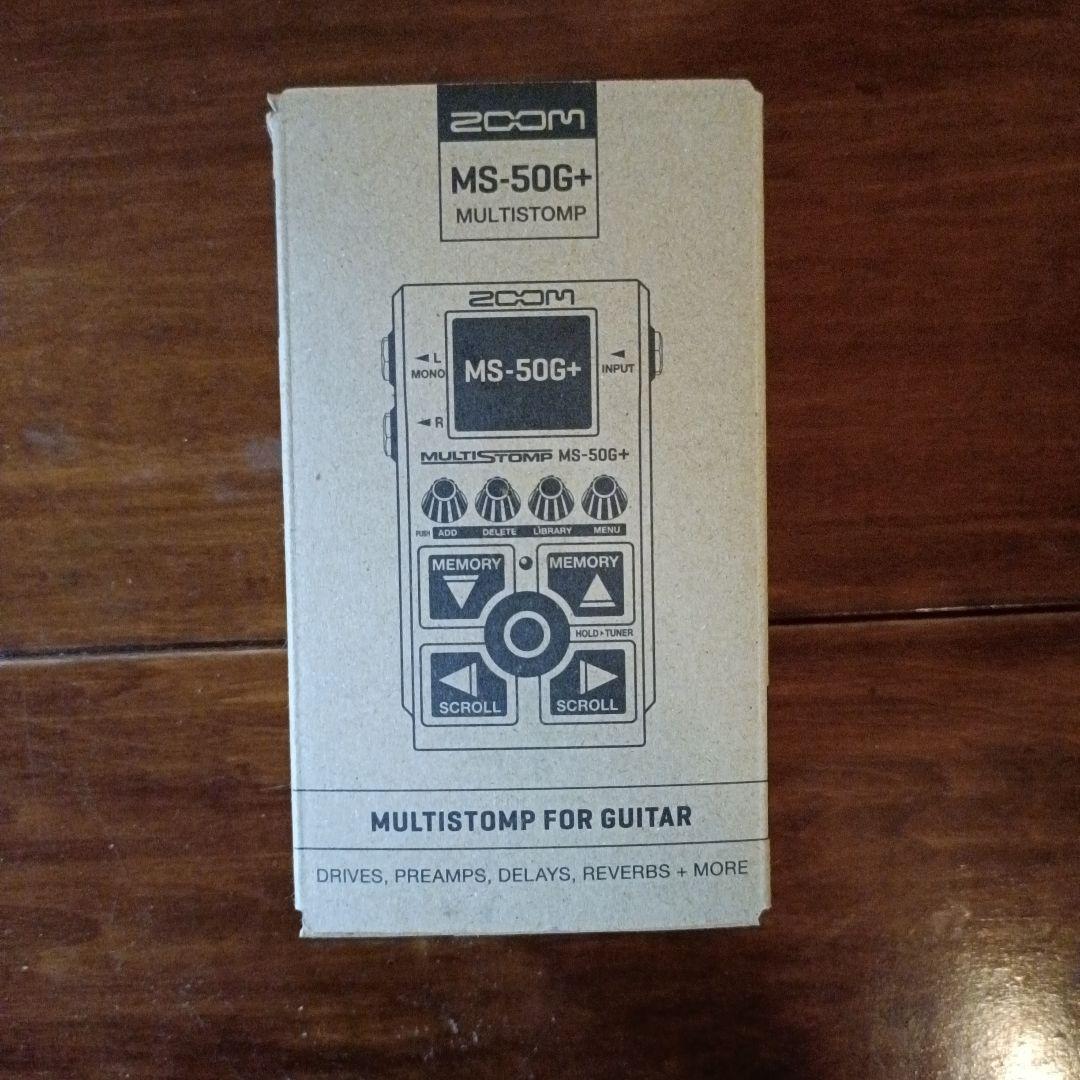 ZOOM
MS-50G+
MULTISTOMP
ZOOM
MS-50G+
◄ L
MONO
◄ INPUT
◄ R
MULTISTOMP MS-50G+
PUSH ADD DELETE LIBRARY MENU
MEMORY MEMORY
HOLD ▸ TUNER
SCROLL SCROLL
MULTISTOMP FOR GUITAR
DRIVES, PREAMPS, DELAYS, REVERBS + MORE